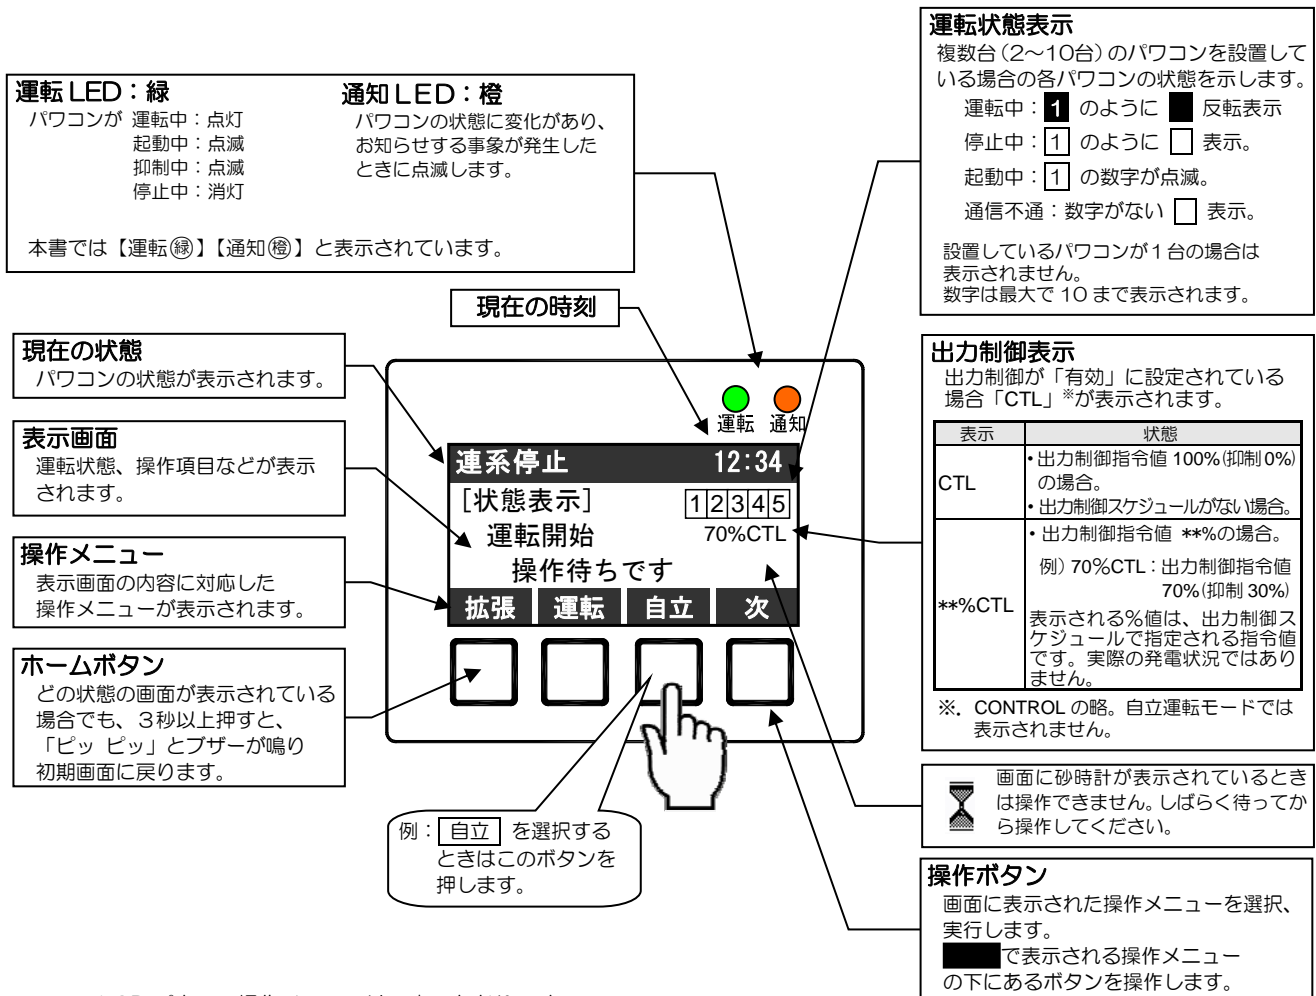 運転LED：緑
パワコンが 運転中：点灯
起動中：点滅
抑制中：点滅
停止中：消灯
通知LED：橙
パワコンの状態に変化があり、
お知らせする事象が発生した
ときに点滅します。
本書では【運転㊗緑】【通知橙】と表示されています。
運転状態表示
複数台(2〜10台)のパワコンを設置して
いる場合の各パワコンの状態を示します。
運転中：1 のように 反転表示
停止中：1 のように 表示。
起動中：1 の数字が点滅。
通信不通：数字がない 表示。
設置しているパワコンが1台の場合は
表示されません。
数字は最大で10まで表示されます。
現在の時刻
現在の状態
パワコンの状態が表示されます。
表示画面
運転状態、操作項目などが表示
されます。
操作メニュー
表示画面の内容に対応した
操作メニューが表示されます。
ホームボタン
どの状態の画面が表示されている
場合でも、3秒以上押すと、
「ピッ ピッ」とブザーが鳴り
初期画面に戻ります。
運転 通知
連系停止 12:34
[状態表示] 12345
運転開始 70%CTL
操作待ちです
拡張 運転 自立 次
例： 自立 を選択する
ときはこのボタンを
押します。
出力制御表示
出力制御が「有効」に設定されている
場合「CTL」※が表示されます。
表示 状態
CTL
・出力制御指令値 100%(抑制0%)
の場合。
・出力制御スケジュールがない場合。
**%CTL
・出力制御指令値 **%の場合。
例) 70%CTL：出力制御指令値
70%(抑制30%)
表示される%値は、出力制御ス
ケジュールで指定される指令値
です。実際の発電状況ではあり
ません。
※. CONTROL の略。自立運転モードでは
表示されません。
画面に砂時計が表示されているとき
は操作できません。しばらく待ってか
ら操作してください。
操作ボタン
画面に表示された操作メニューを選択、
実行します。
で表示される操作メニュー
の下にあるボタンを操作します。